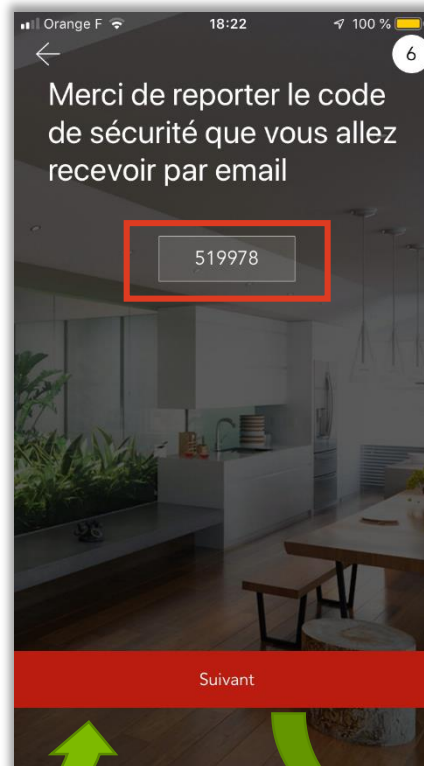 Orange F 18:22 100 %
6
Merci de reporter le code
de sécurité que vous allez
recevoir par email
519978
Suivant